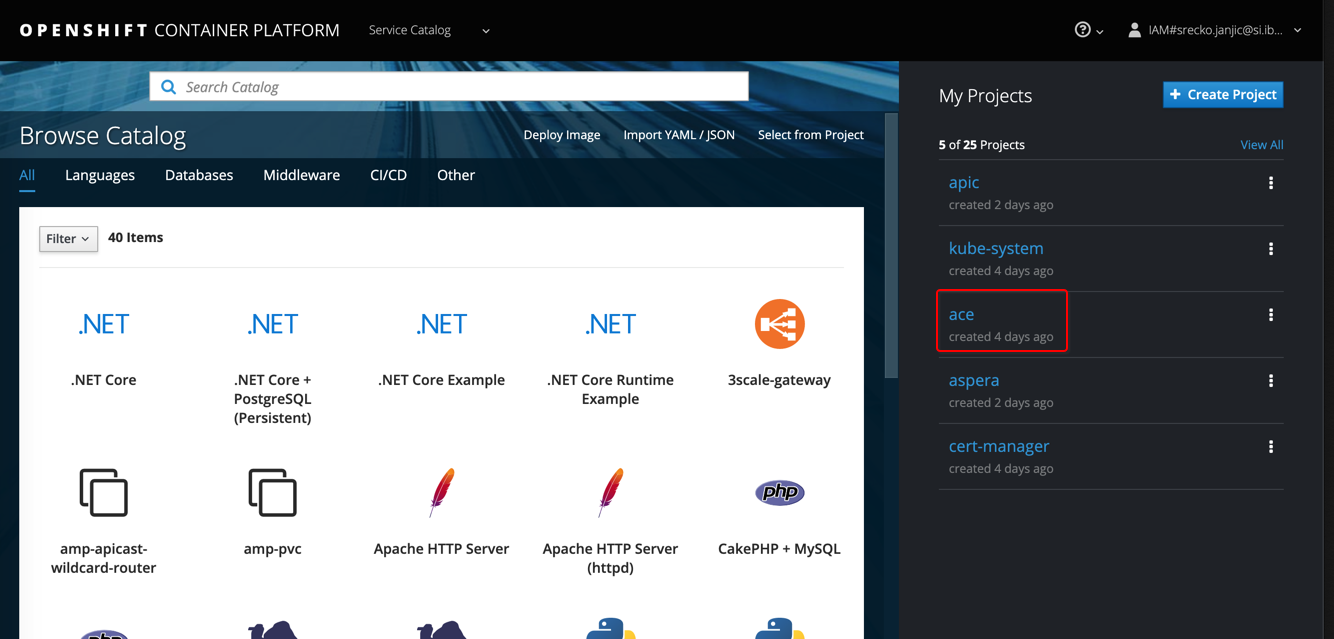 OPENSHIFT CONTAINER PLATFORM
Service Catalog
IAM#srecko.janjic@si.ib...
Search Catalog
Browse Catalog
Deploy Image
Import YAML / JSON
Select from Project
All
Languages
Databases
Middleware
CI/CD
Other
Filter
40 Items
.NET
.NET
.NET
.NET
.NET Core
.NET Core +
PostgreSQL
(Persistent)
.NET Core Example
.NET Core Runtime
Example
3scale-gateway
php
amp-apicast-
wildcard-router
amp-pvc
Apache HTTP Server
Apache HTTP Server
(httpd)
CakePHP + MySQL
php
My Projects
Create Project
5 of 25 Projects
View All
apic
created 2 days ago
kube-system
created 4 days ago
ace
created 4 days ago
aspera
created 2 days ago
cert-manager
created 4 days ago